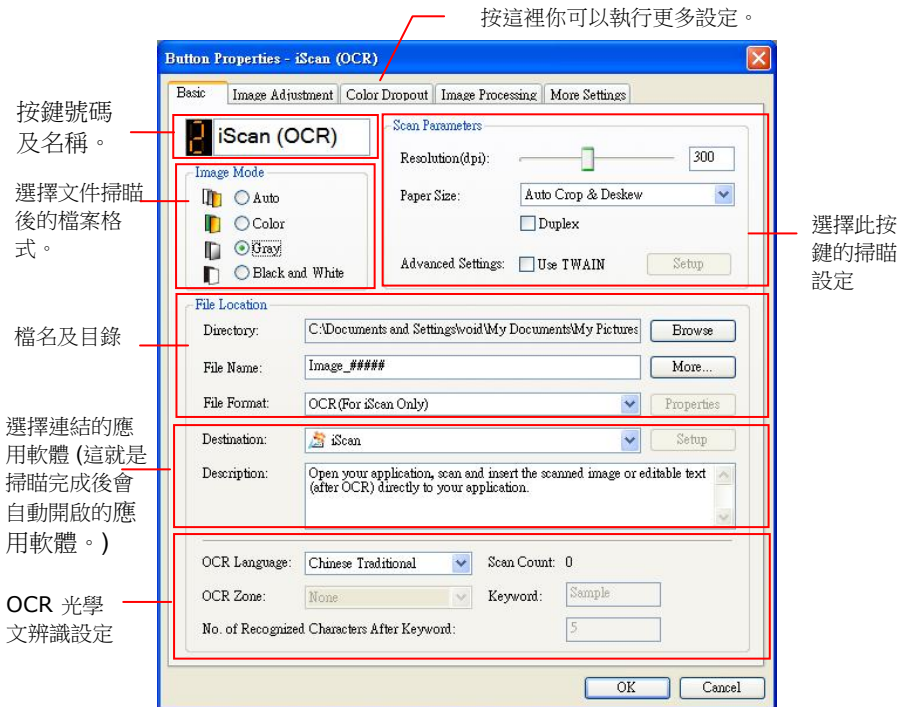 按這裡你可以執行更多設定。
Button Properties - iScan (OCR)
Basic Image Adjustment Color Dropout Image Processing More Settings
按鍵號碼
及名稱。
2 iScan (OCR)
Scan Parameters
Resolution(dpi): 300
Paper Size: Auto Crop & Deskew
Duplex
Advanced Settings: Use TWAIN Setup
選擇此按
鍵的掃瞄
設定
選擇文件掃瞄
後的檔案格
式。
Image Mode
Auto
Color
Gray
Black and White
檔名及目錄
File Location
Directory: C:\Documents and Settings\void\My Documents\My Pictures Browse
File Name: Image_##### More...
File Format: OCR(For iScan Only) Properties
選擇連結的應
用軟體 (這就是
掃瞄完成後會
自動開啟的應
用軟體。)
Destination: iScan Setup
Description: Open your application, scan and insert the scanned image or editable text
(after OCR) directly to your application.
OCR 光學
文辨識設定
OCR Language: Chinese Traditional Scan Count: 0
OCR Zone: None Keyword: Sample
No. of Recognized Characters After Keyword: 5
OK Cancel